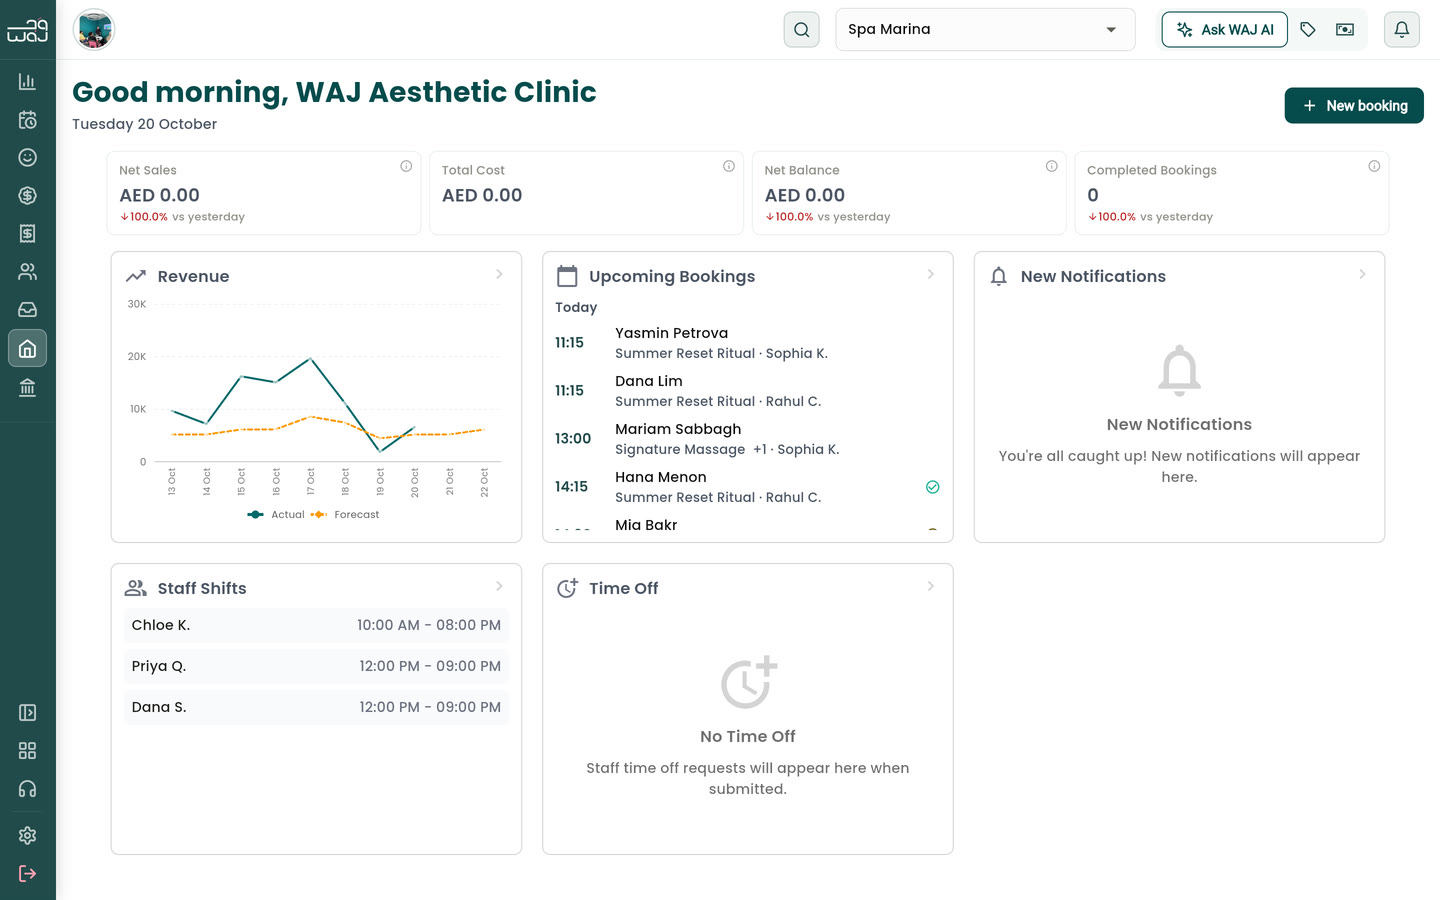 waj
Spa Marina
Ask WAJ AI
Good morning, WAJ Aesthetic Clinic
Tuesday 20 October
New booking
Net Sales
AED 0.00
↓100.0% vs yesterday
Total Cost
AED 0.00
Net Balance
AED 0.00
↓100.0% vs yesterday
Completed Bookings
0
↓100.0% vs yesterday
Revenue
30K
20K
10K
0
13 Oct
14 Oct
15 Oct
16 Oct
17 Oct
18 Oct
19 Oct
20 Oct
21 Oct
22 Oct
Actual
Forecast
Upcoming Bookings
Today
11:15
Yasmin Petrova
Summer Reset Ritual · Sophia K.
11:15
Dana Lim
Summer Reset Ritual · Rahul C.
13:00
Mariam Sabbagh
Signature Massage +1 · Sophia K.
14:15
Hana Menon
Summer Reset Ritual · Rahul C.
Mia Bakr
New Notifications
New Notifications
You're all caught up! New notifications will appear
here.
Staff Shifts
Chloe K.
10:00 AM - 08:00 PM
Priya Q.
12:00 PM - 09:00 PM
Dana S.
12:00 PM - 09:00 PM
Time Off
No Time Off
Staff time off requests will appear here when
submitted.